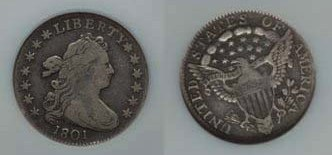 LIBERTY
1801
UNITED STATES OF AMERICA